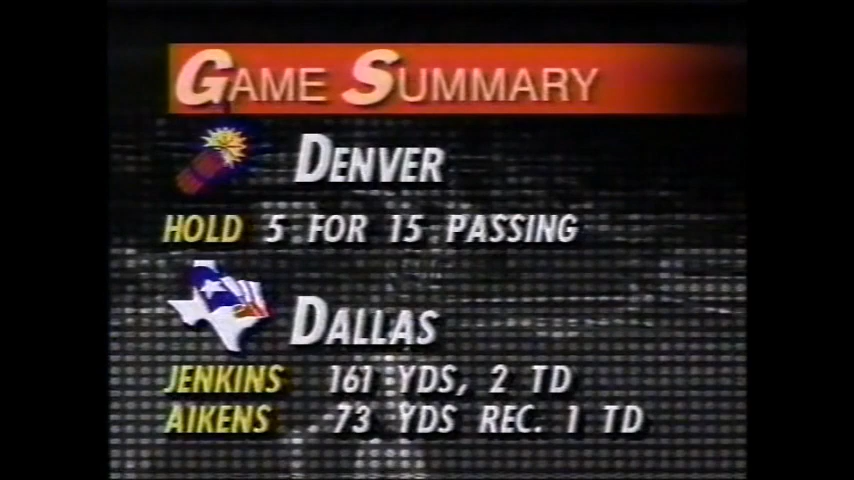 GAME SUMMARY
DENVER
HOLD 5 FOR 15 PASSING
DALLAS
JENKINS 161 YDS, 2 TD
AIKENS 73 YDS REC. 1 TD